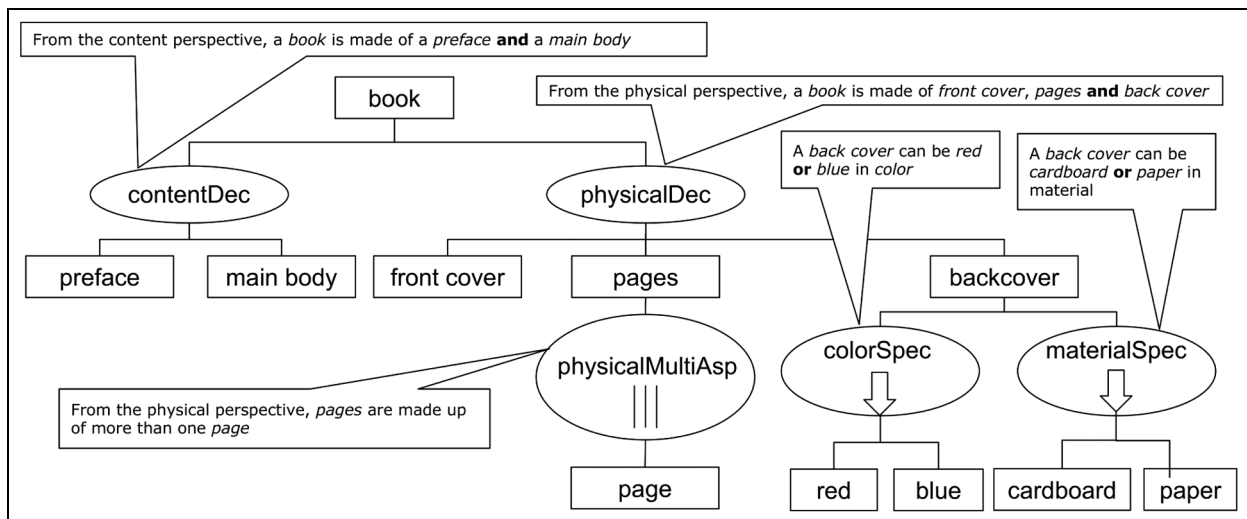 From the content perspective, a book is made of a preface and a main body
book
From the physical perspective, a book is made of front cover, pages and back cover
A back cover can be red
or blue in color
A back cover can be
cardboard or paper in
material
contentDec
physicalDec
preface
main body
front cover
pages
backcover
physicalMultiAsp
colorSpec
materialSpec
From the physical perspective, pages are made up
of more than one page
page
red
blue
cardboard
paper